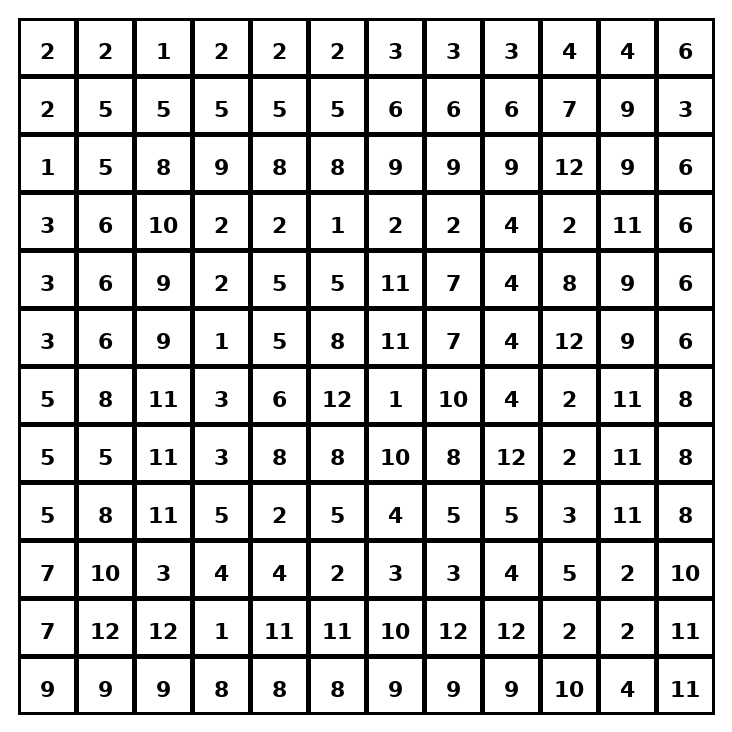 2 2 1 2 2 2 3 3 3 4 4 6
2 5 5 5 5 5 6 6 6 7 9 3
1 5 8 9 8 8 9 9 9 12 9 6
3 6 10 2 2 1 2 2 4 2 11 6
3 6 9 2 5 5 11 7 4 8 9 6
3 6 9 1 5 8 11 7 4 12 9 6
5 8 11 3 6 12 1 10 4 2 11 8
5 5 11 3 8 8 10 8 12 2 11 8
5 8 11 5 2 5 4 5 5 3 11 8
7 10 3 4 4 2 3 3 4 5 2 10
7 12 12 1 11 11 10 12 12 2 2 11
9 9 9 8 8 8 9 9 9 10 4 11